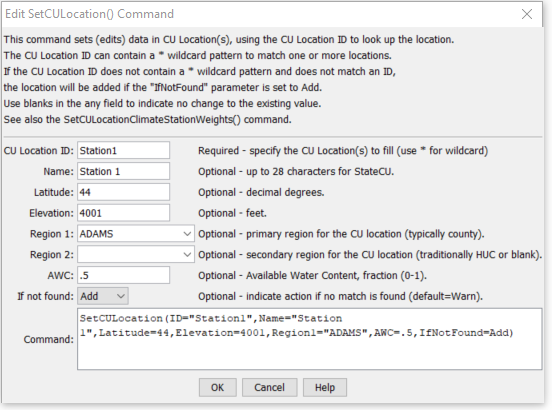 Edit SetCULocation() Command
This command sets (edits) data in CU Location(s), using the CU Location ID to look up the location.
The CU Location ID can contain a * wildcard pattern to match one or more locations.
If the CU Location ID does not contain a * wildcard pattern and does not match an ID,
the location will be added if the "IfNotFound" parameter is set to Add.
Use blanks in the any field to indicate no change to the existing value.
See also the SetCULocationClimateStationWeights() command.
CU Location ID: Station1 Required - specify the CU Location(s) to fill (use * for wildcard)
Name: Station 1 Optional - up to 28 characters for StateCU.
Latitude: 44 Optional - decimal degrees.
Elevation: 4001 Optional - feet.
Region 1: ADAMS Optional - primary region for the CU location (typically county).
Region 2: Optional - secondary region for the CU location (traditionally HUC or blank).
AWC: .5 Optional - Available Water Content, fraction (0-1).
If not found: Add Optional - indicate action if no match is found (default=Warn).
Command: SetCULocation(ID="Station1",Name="Station
1",Latitude=44,Elevation=4001,Region1="ADAMS",AWC=.5,IfNotFound=Add)
OK Cancel Help